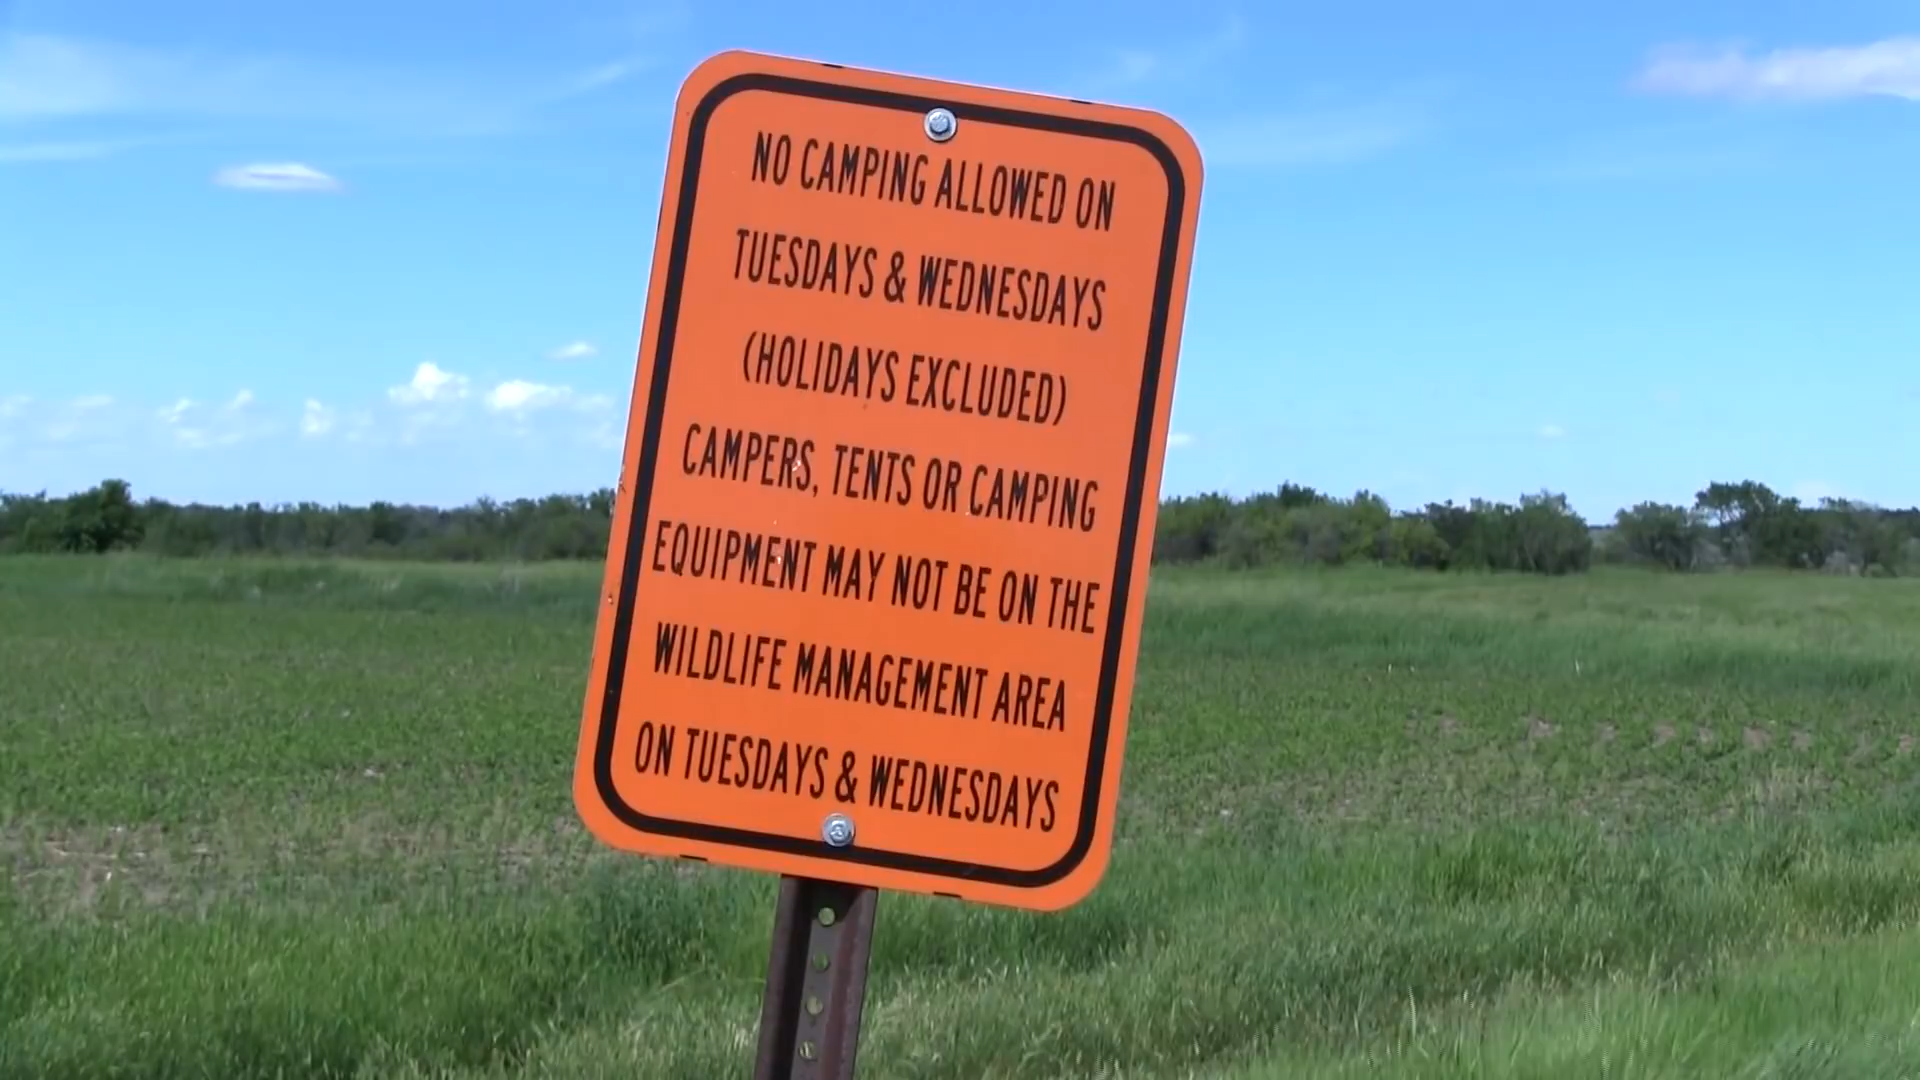 NO CAMPING ALLOWED ON
TUESDAYS & WEDNESDAYS
(HOLIDAYS EXCLUDED)
CAMPERS, TENTS OR CAMPING
EQUIPMENT MAY NOT BE ON THE
WILDLIFE MANAGEMENT AREA
ON TUESDAYS & WEDNESDAYS